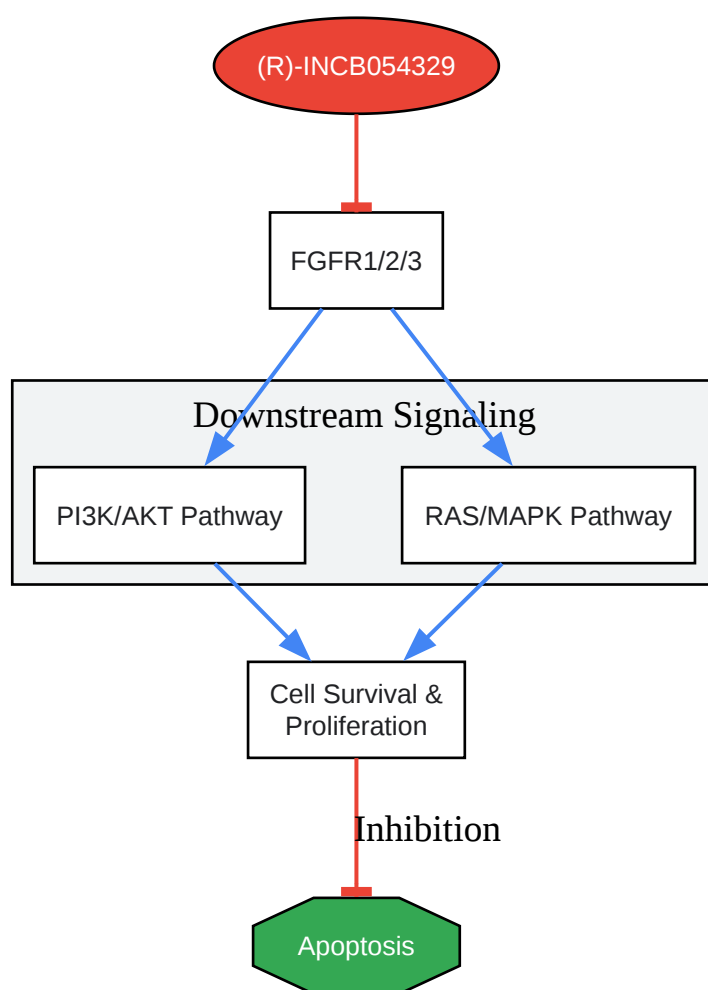 (R)-INCB054329
FGFR1/2/3
Downstream Signaling
PI3K/AKT Pathway
RAS/MAPK Pathway
Cell Survival &
Proliferation
Inhibition
Apoptosis